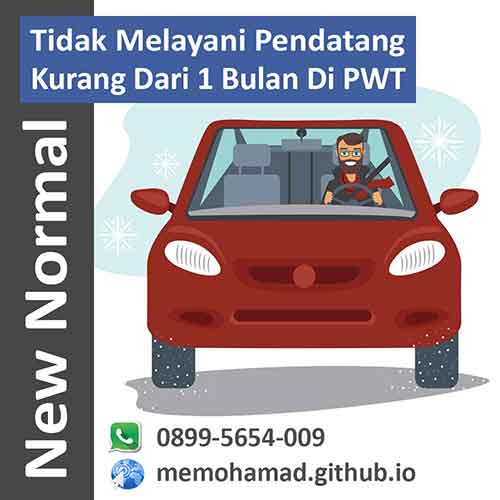 Tidak Melayani Pendatang
Kurang Dari 1 Bulan Di PWT
New Normal
0899-5654-009
memohamad.github.io